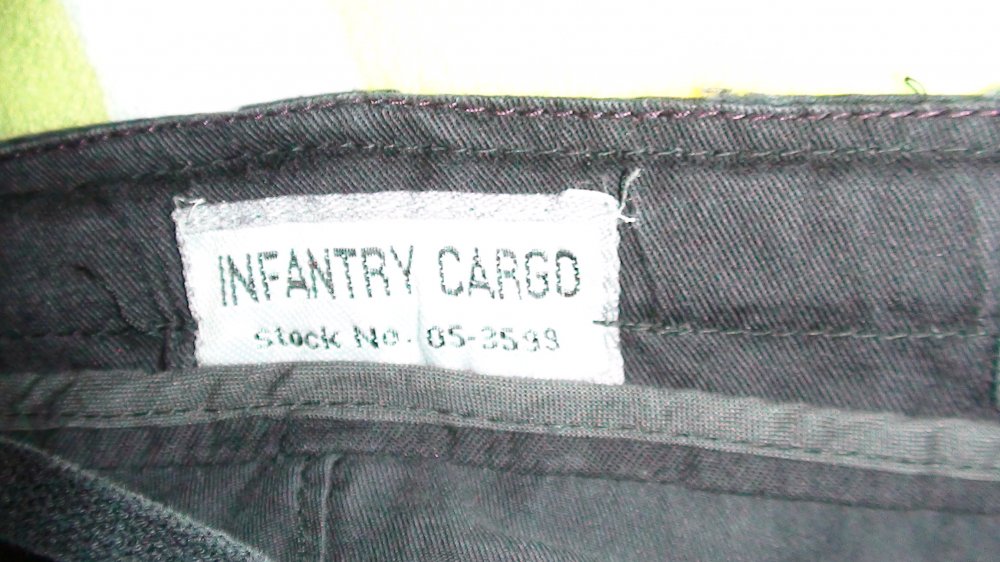 INFANTRY CARGO
Stock No. 05-3599